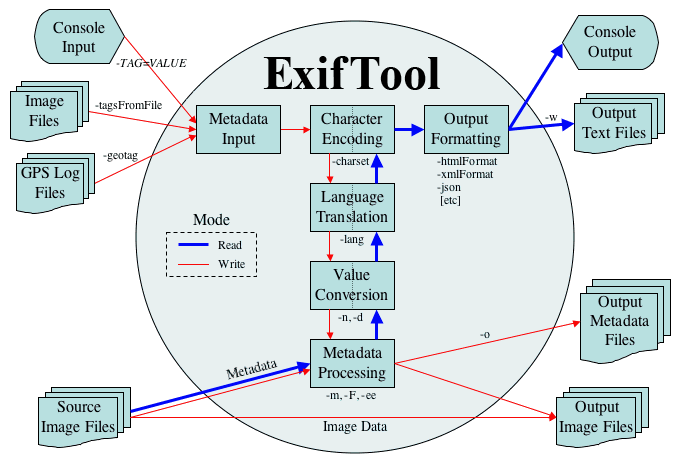 Console
Input
-TAG=VALUE
ExifTool
Console
Output
Image
Files
-tagsFromFile
Metadata
Input
Character
Encoding
Output
Formatting
-w
Output
Text Files
-geotag
GPS Log
Files
-charset
-htmlFormat
-xmlFormat
-json
[etc]
Language
Translation
-lang
Mode
Read
Write
Value
Conversion
-n, -d
Output
Metadata
Files
-o
Metadata
Metadata
Processing
-m, -F, -ee
Source
Image Files
Image Data
Output
Image Files